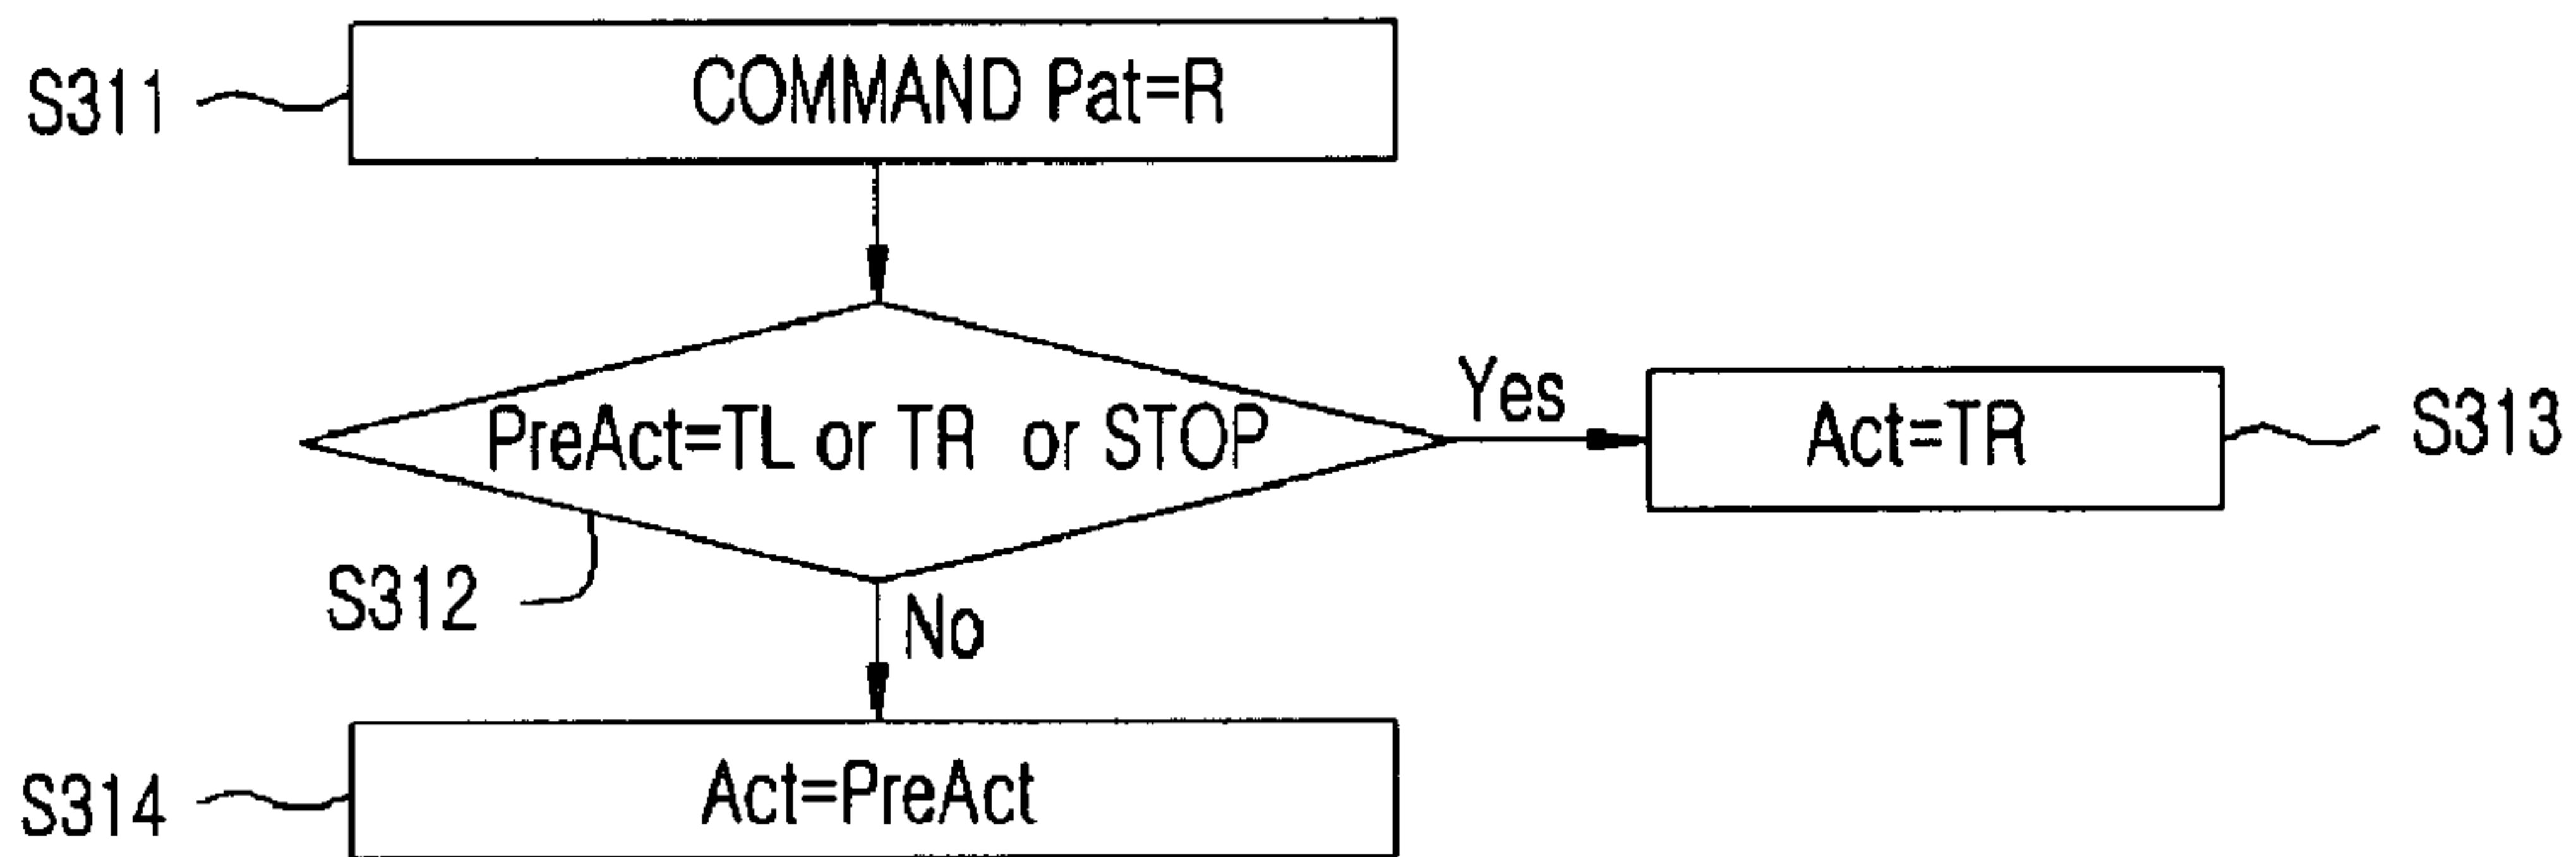 S311
COMMAND Pat=R
PreAct=TL or TR or STOP
Yes
Act=TR
S313
S312
No
S314
Act=PreAct